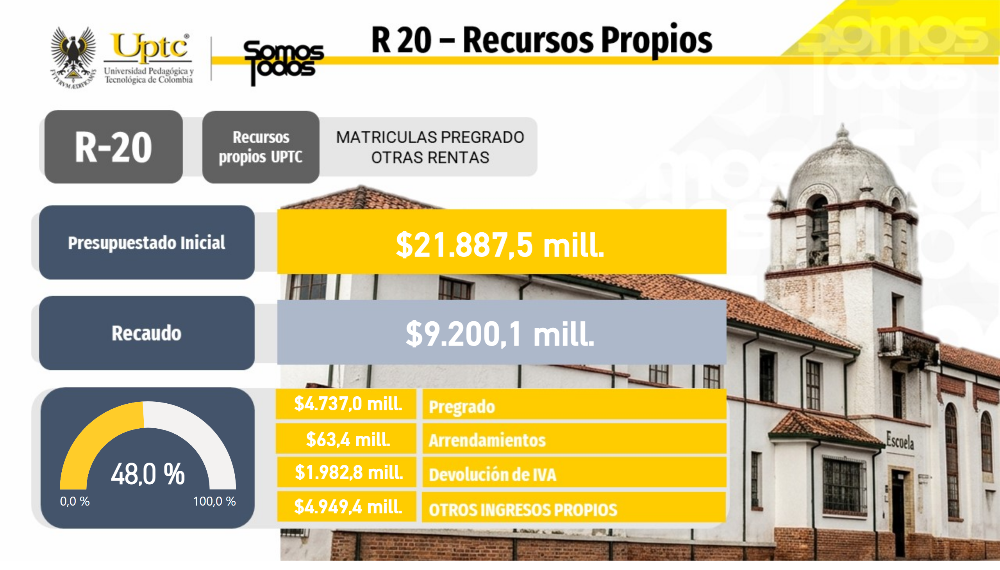 Uptc®
Universidad Pedagógica y
Tecnológica de Colombia
FVTVRVM ÆDIFICAMVS
Somos
Todos
R 20 – Recursos Propios
Somos
Todos
R-20
Recursos
propios UPTC
MATRICULAS PREGRADO
OTRAS RENTAS
Presupuestado Inicial
$21.887,5 mill.
Recaudo
$9.200,1 mill.
48,0 %
0,0 %
100,0 %
$4.737,0 mill.
Pregrado
$63,4 mill.
Arrendamientos
$1.982,8 mill.
Devolución de IVA
$4.949,4 mill.
OTROS INGRESOS PROPIOS
Escuela